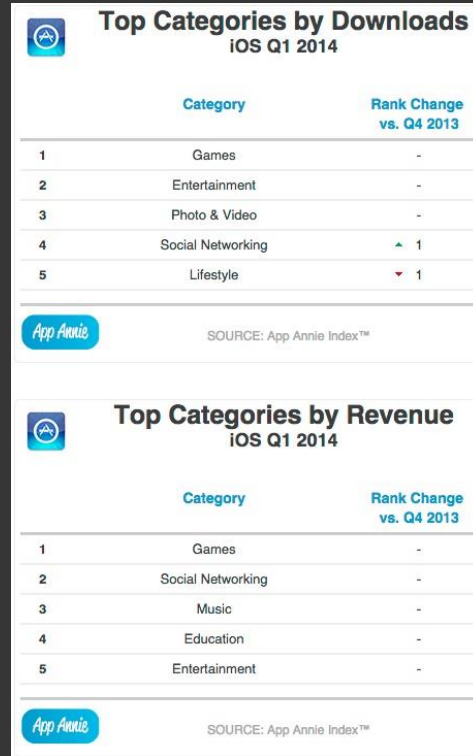 Top Categories by Downloads
iOS Q1 2014
Category Rank Change
vs. Q4 2013
1 Games -
2 Entertainment -
3 Photo & Video -
4 Social Networking ▲ 1
5 Lifestyle ▼ 1
App Annie SOURCE: App Annie Index™
Top Categories by Revenue
iOS Q1 2014
Category Rank Change
vs. Q4 2013
1 Games -
2 Social Networking -
3 Music -
4 Education -
5 Entertainment -
App Annie SOURCE: App Annie Index™